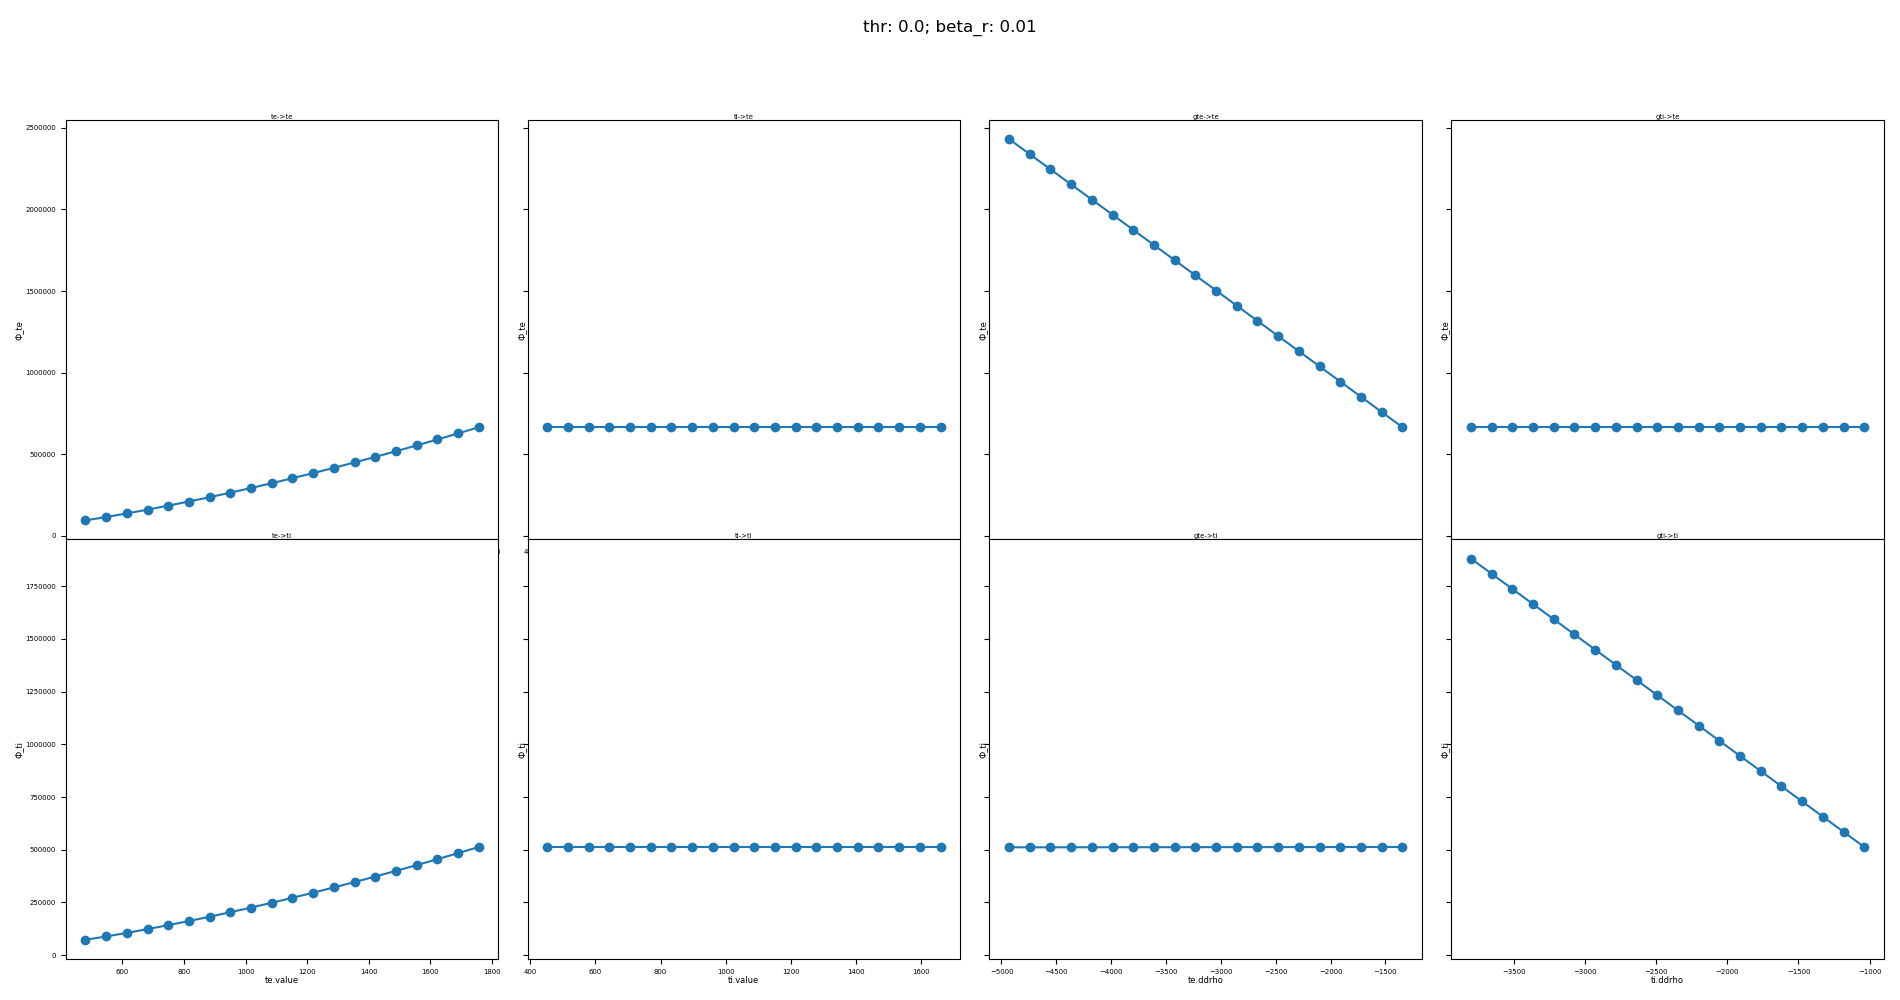 thr: 0.0; beta_r: 0.01
te->te
ti->te
gte->te
gti->te
2500000
2000000
1500000
1000000
500000
0
Φ_te
Φ_te
Φ_te
Φ_te
te->ti
ti->ti
gte->ti
gti->ti
1750000
1500000
1250000
1000000
750000
500000
250000
0
Φ_ti
Φ_ti
Φ_ti
Φ_ti
600 800 1000 1200 1400 1600 1800
400 600 800 1000 1200 1400 1600
−5000 −4500 −4000 −3500 −3000 −2500 −2000 −1500
−3500 −3000 −2500 −2000 −1500 −1000
te.value
ti.value
te.ddrho
ti.ddrho